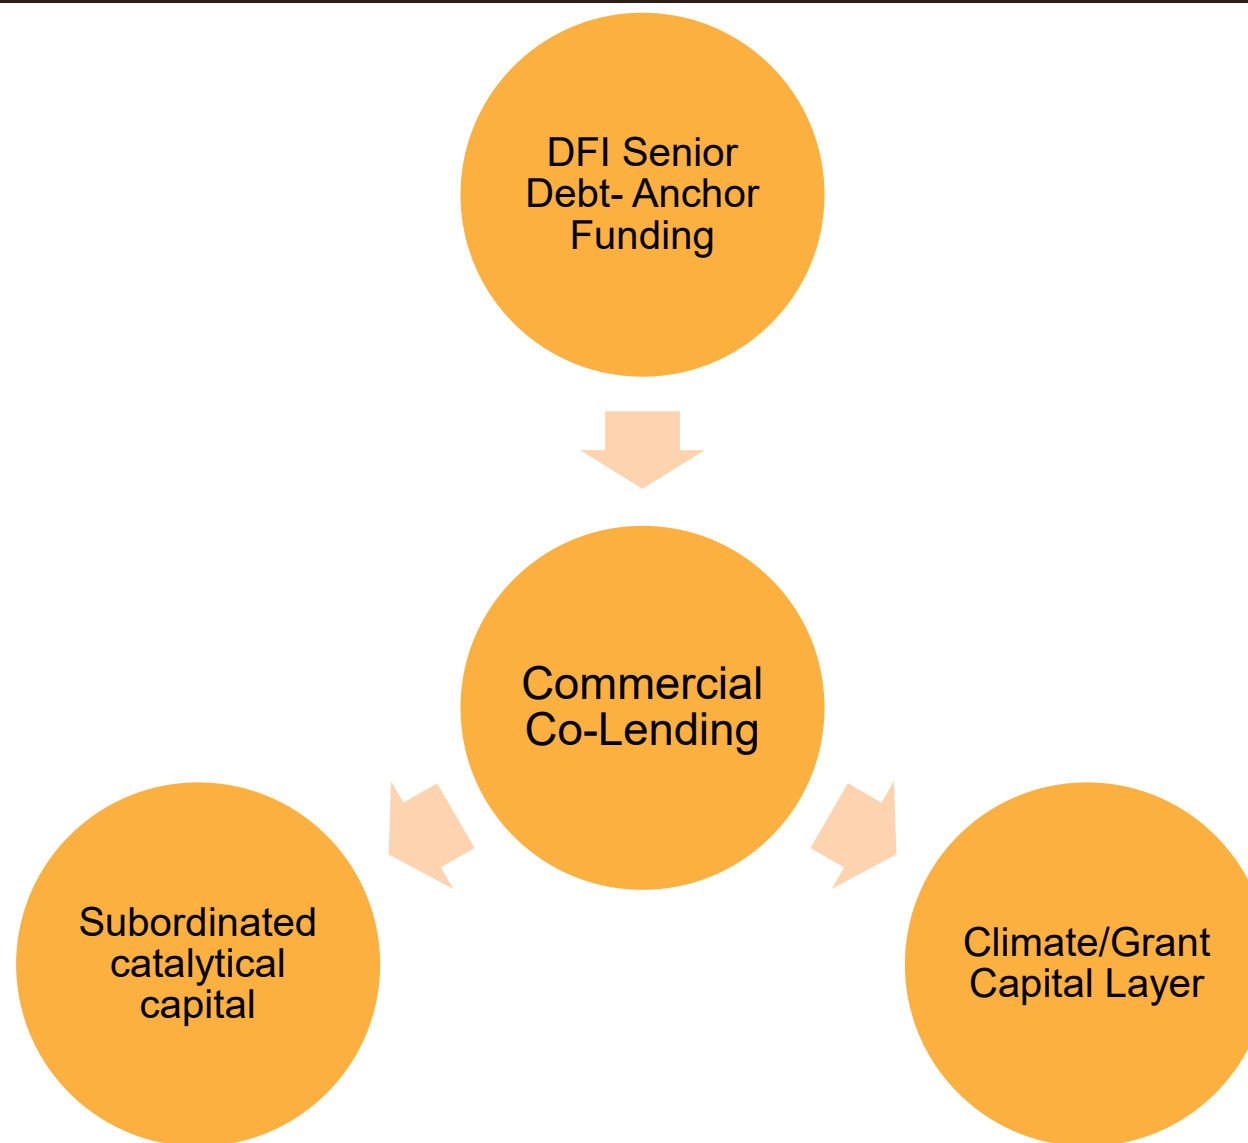 DFI Senior
Debt- Anchor
Funding
Commercial
Co-Lending
Subordinated
catalytical
capital
Climate/Grant
Capital Layer